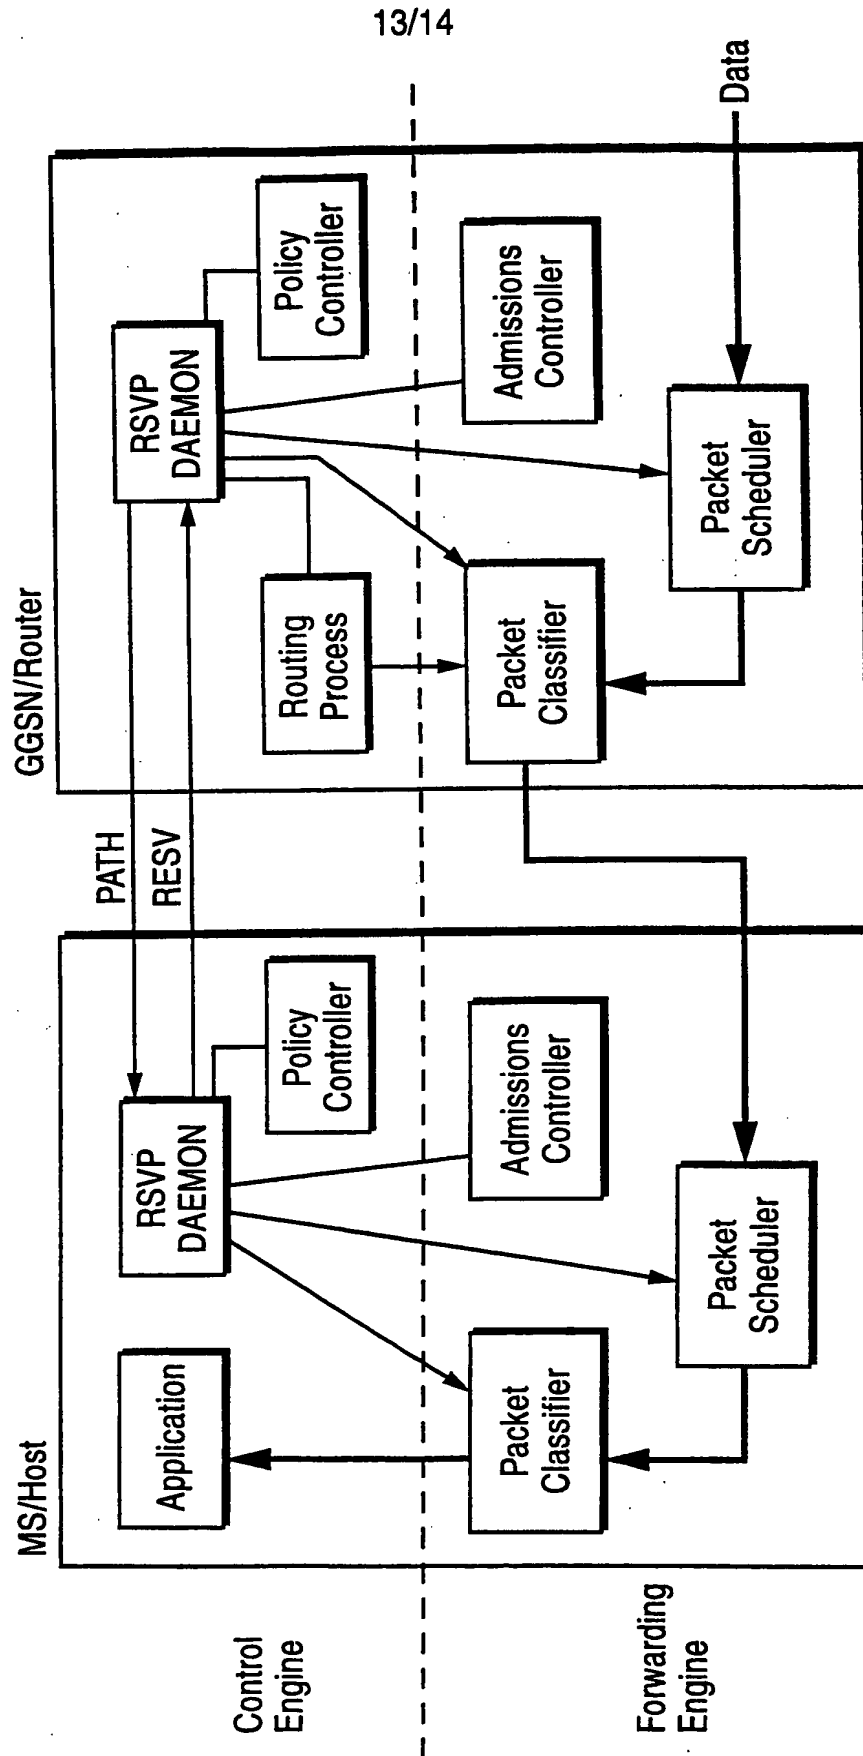 13/14
MS/Host
GGSN/Router
Control
Engine
Forwarding
Engine
Application
RSVP
DAEMON
Policy
Controller
Packet
Classifier
Admissions
Controller
Packet
Scheduler
PATH
RESV
RSVP
DAEMON
Policy
Controller
Routing
Process
Packet
Classifier
Admissions
Controller
Packet
Scheduler
Data